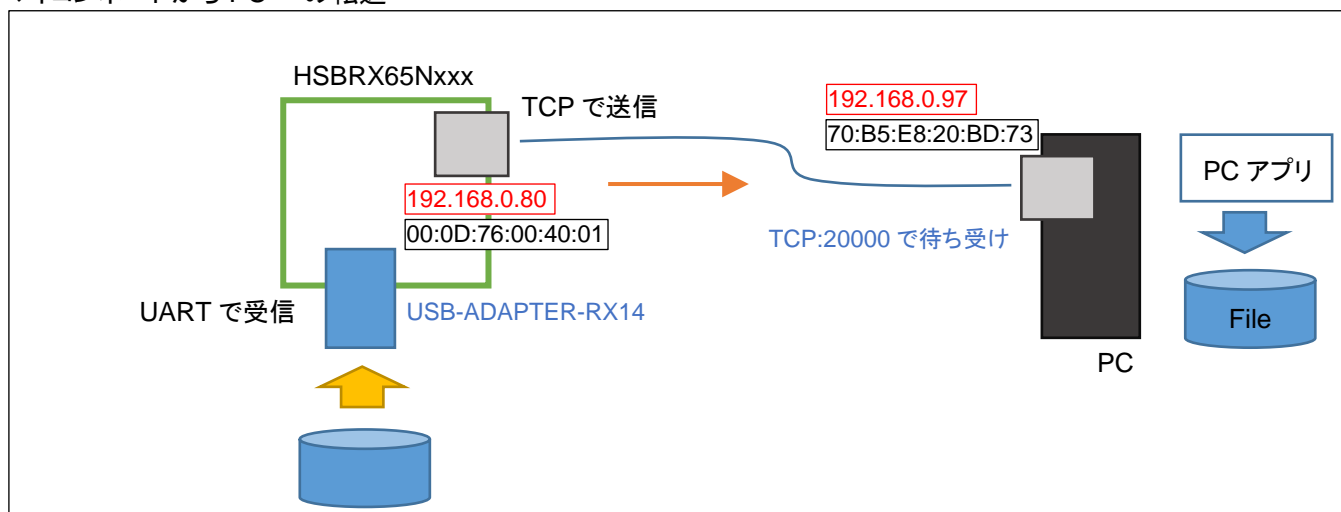 HSBRX65Nxxx
TCP で送信
192.168.0.97
70:B5:E8:20:BD:73
PC アプリ
192.168.0.80
00:0D:76:00:40:01
TCP:20000 で待ち受け
UART で受信
USB-ADAPTER-RX14
File
PC